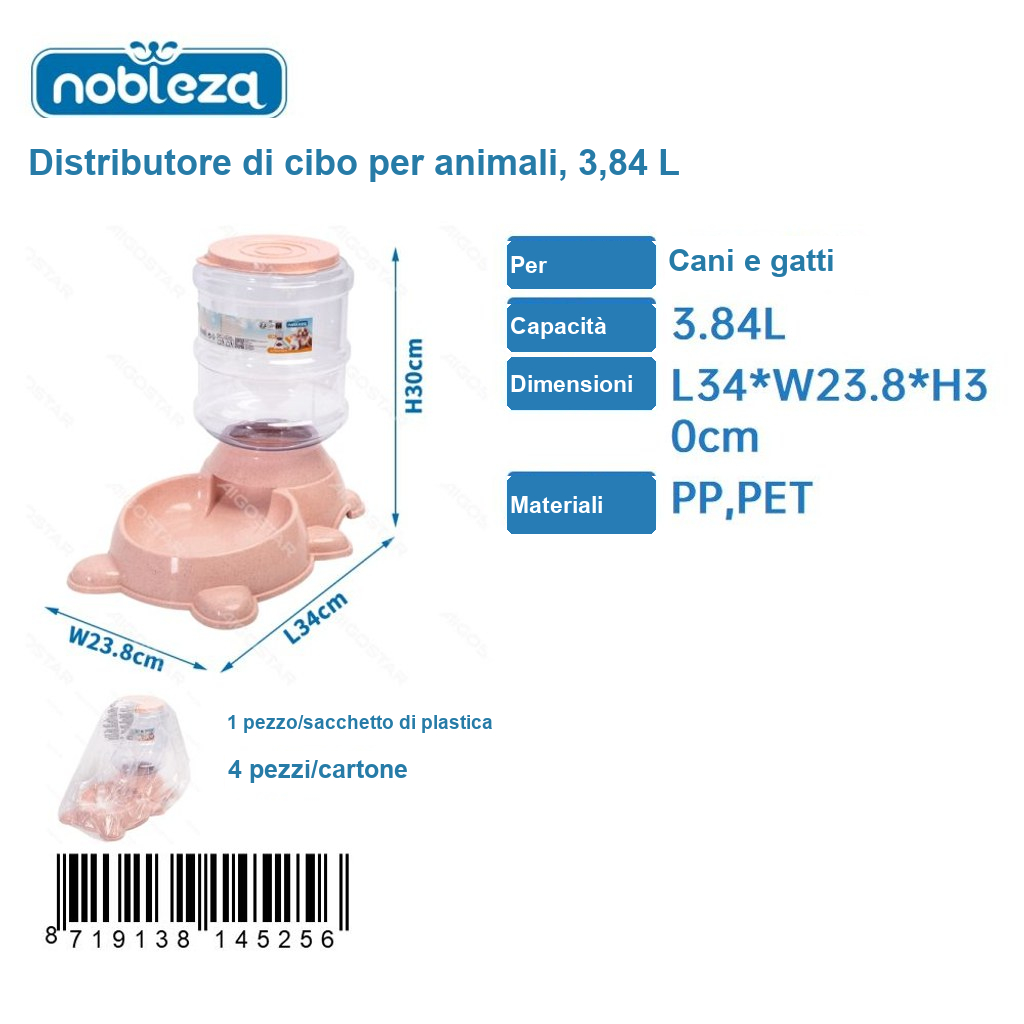 nobleza
Distributore di cibo per animali, 3,84 L
Per
Cani e gatti
Capacità
3.84L
Dimensioni
L34*W23.8*H3
0cm
Materiali
PP,PET
H30cm
L34cm
W23.8cm
nobleza
AIGOSTAR
1 pezzo/sacchetto di plastica
4 pezzi/cartone
8 719138 145256